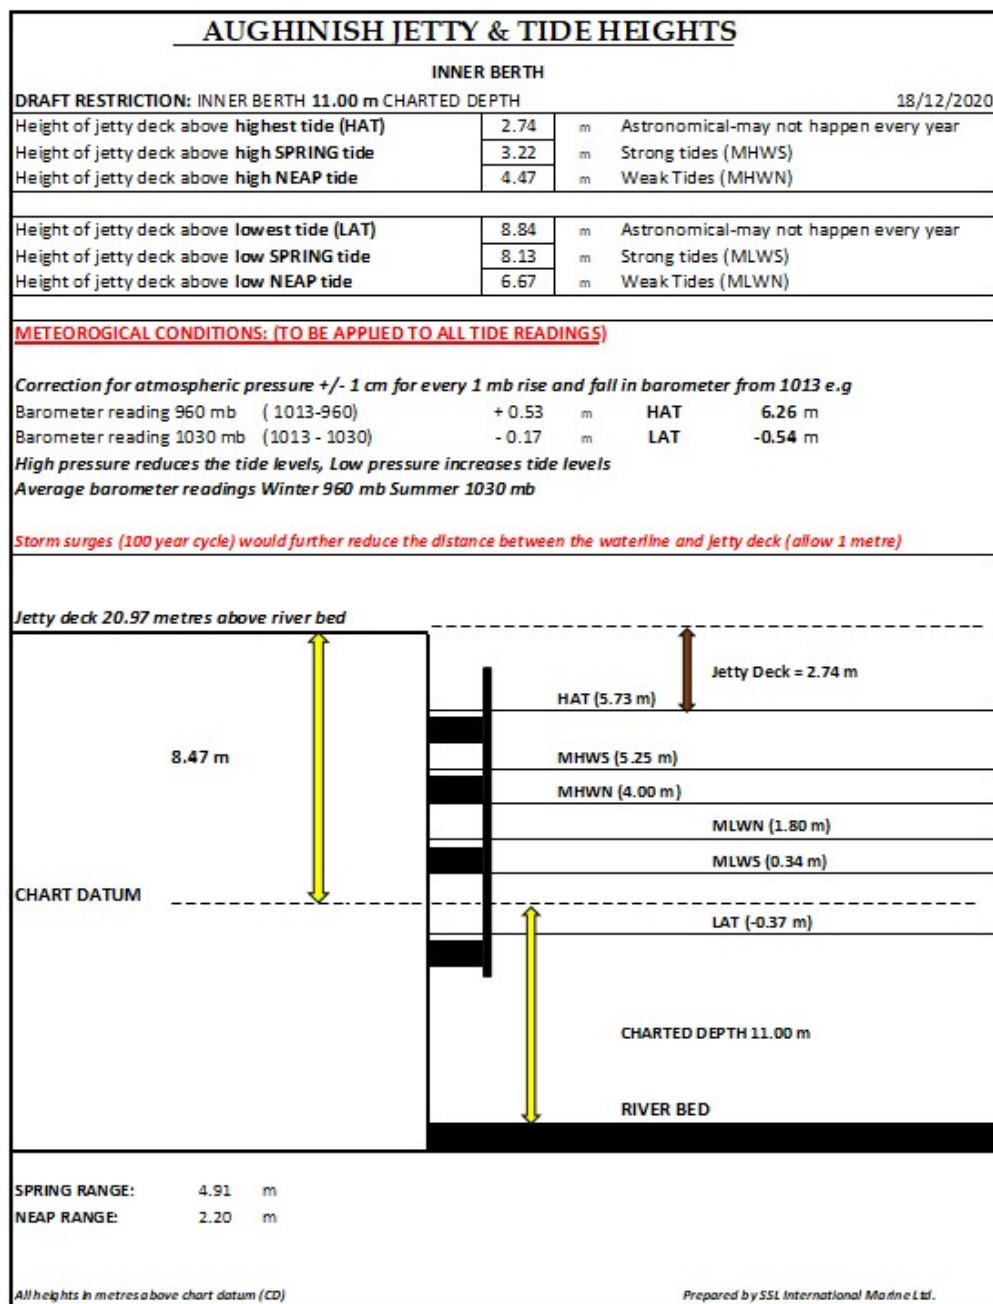 AUGHINISH JETTY & TIDE HEIGHTS
INNER BERTH
DRAFT RESTRICTION: INNER BERTH 11.00 m CHARTED DEPTH 18/12/2020
Height of jetty deck above highest tide (HAT) 2.74 m Astronomical-may not happen every year
Height of jetty deck above high SPRING tide 3.22 m Strong tides (MHWS)
Height of jetty deck above high NEAP tide 4.47 m Weak Tides (MHWN)
Height of jetty deck above lowest tide (LAT) 8.84 m Astronomical-may not happen every year
Height of jetty deck above low SPRING tide 8.13 m Strong tides (MLWS)
Height of jetty deck above low NEAP tide 6.67 m Weak Tides (MLWN)
METEOROGICAL CONDITIONS: (TO BE APPLIED TO ALL TIDE READINGS)
Correction for atmospheric pressure +/- 1 cm for every 1 mb rise and fall in barometer from 1013 e.g
Barometer reading 960 mb ( 1013-960) + 0.53 m HAT 6.26 m
Barometer reading 1030 mb (1013 - 1030) - 0.17 m LAT -0.54 m
High pressure reduces the tide levels, Low pressure increases tide levels
Average barometer readings Winter 960 mb Summer 1030 mb
Storm surges (100 year cycle) would further reduce the distance between the waterline and jetty deck (allow 1 metre)
Jetty deck 20.97 metres above river bed
Jetty Deck = 2.74 m
HAT (5.73 m)
8.47 m
MHWS (5.25 m)
MHWN (4.00 m)
MLWN (1.80 m)
MLWS (0.34 m)
CHART DATUM
LAT (-0.37 m)
CHARTED DEPTH 11.00 m
RIVER BED
SPRING RANGE: 4.91 m
NEAP RANGE: 2.20 m
All heights in metres above chart datum (CD) Prepared by SSL International Marine Ltd.